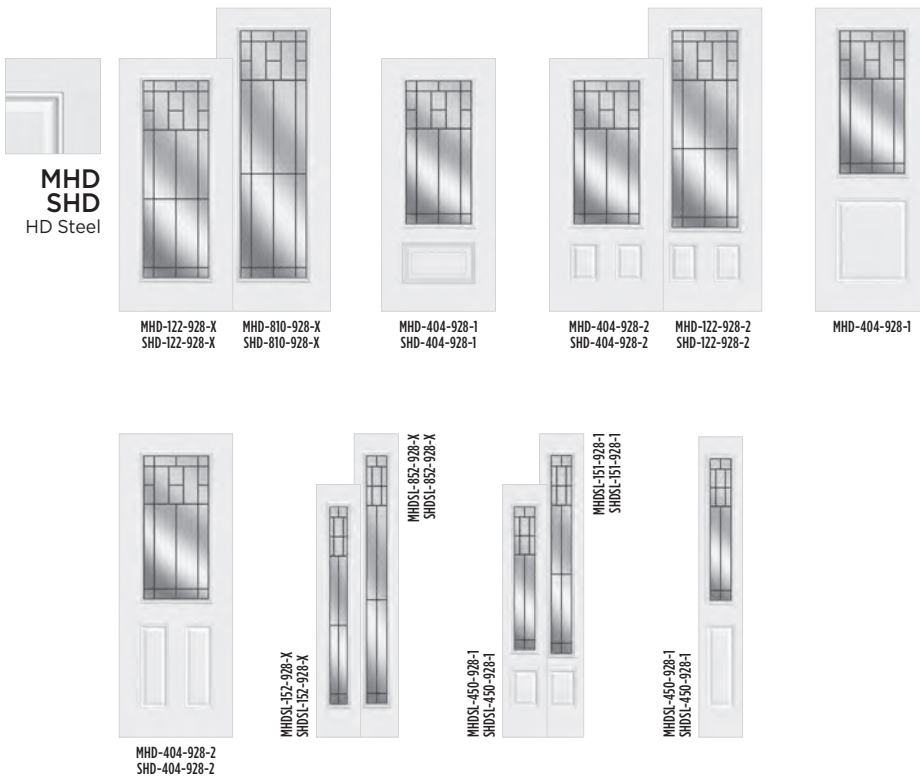 MHD
SHD
HD Steel
MHD-122-928-X
SHD-122-928-X
MHD-810-928-X
SHD-810-928-X
MHD-404-928-1
SHD-404-928-1
MHD-404-928-2
SHD-404-928-2
MHD-122-928-2
SHD-122-928-2
MHD-404-928-1
MHD-404-928-2
SHD-404-928-2
MHDSL-152-928-X
SHDSL-152-928-X
MHDSL-852-928-X
SHDSL-852-928-X
MHDSL-450-928-1
SHDSL-450-928-1
MHDSL-151-928-1
SHDSL-151-928-1
MHDSL-450-928-1
SHDSL-450-928-1